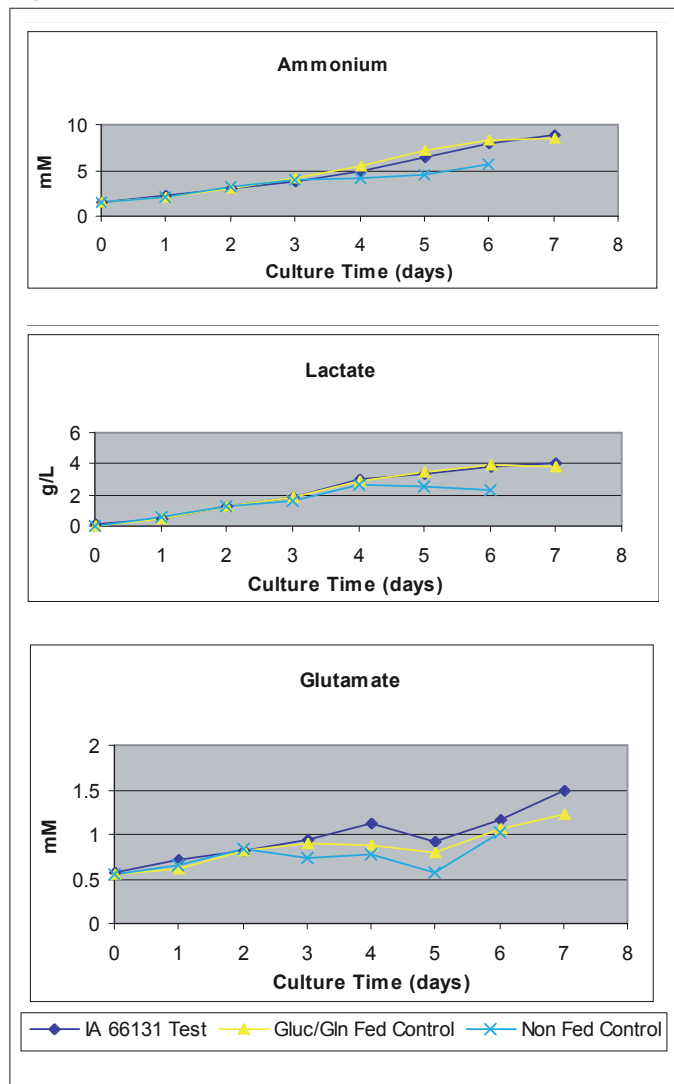 Ammonium
10
5
0
mM
0 1 2 3 4 5 6 7 8
Culture Time (days)
Lactate
6
4
2
0
g/L
0 1 2 3 4 5 6 7 8
Culture Time (days)
Glutamate
2
1.5
1
0.5
0
mM
0 1 2 3 4 5 6 7 8
Culture Time (days)
IA 66131 Test Gluc/Gln Fed Control Non Fed Control